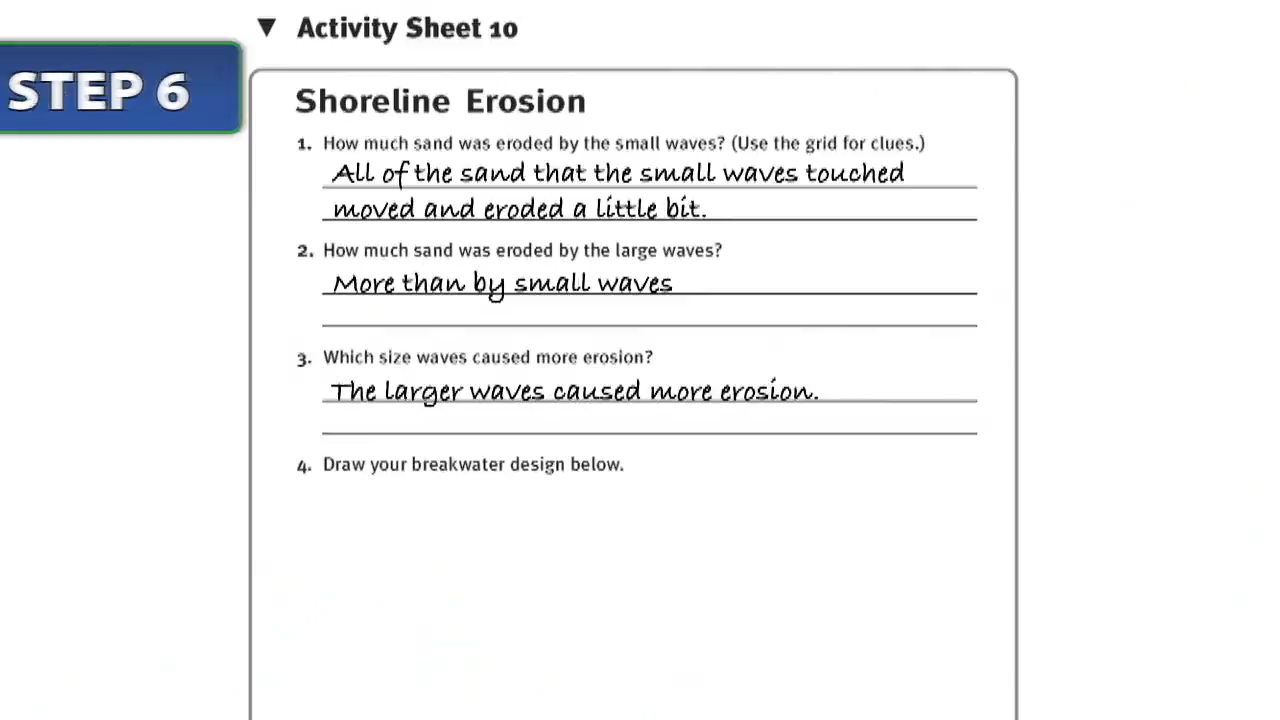 ▼ Activity Sheet 10
STEP 6
Shoreline Erosion
1. How much sand was eroded by the small waves? (Use the grid for clues.)
All of the sand that the small waves touched
moved and eroded a little bit.
2. How much sand was eroded by the large waves?
More than by small waves
3. Which size waves caused more erosion?
The larger waves caused more erosion.
4. Draw your breakwater design below.